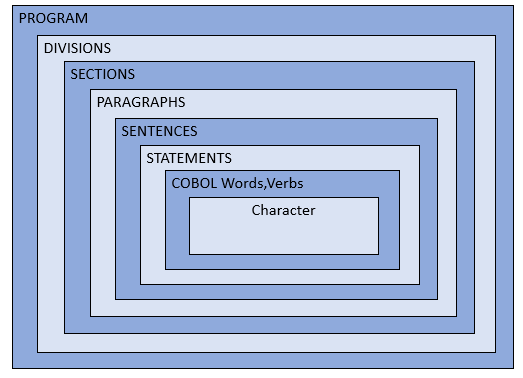 PROGRAM
DIVISIONS
SECTIONS
PARAGRAPHS
SENTENCES
STATEMENTS
COBOL Words,Verbs
Character